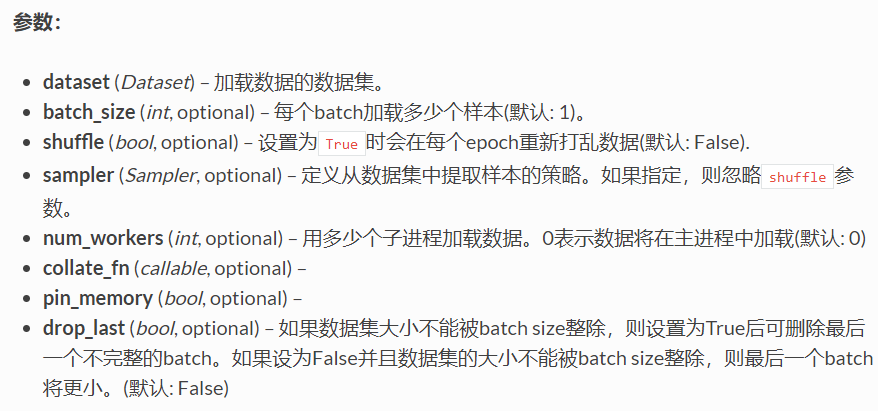 参数：
dataset (Dataset) – 加载数据的数据集。
batch_size (int, optional) – 每个batch加载多少个样本(默认: 1)。
shuffle (bool, optional) – 设置为True时会在每个epoch重新打乱数据(默认: False).
sampler (Sampler, optional) – 定义从数据集中提取样本的策略。如果指定，则忽略shuffle参
数。
num_workers (int, optional) – 用多少个子进程加载数据。0表示数据将在主进程中加载(默认: 0)
collate_fn (callable, optional) –
pin_memory (bool, optional) –
drop_last (bool, optional) – 如果数据集大小不能被batch size整除，则设置为True后可删除最后
一个不完整的batch。如果设为False并且数据集的大小不能被batch size整除，则最后一个batch
将更小。(默认: False)